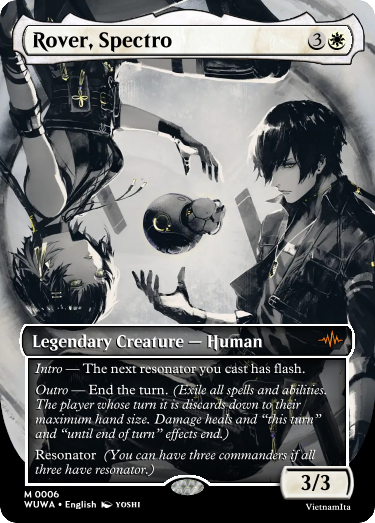 Rover, Spectro 3
Legendary Creature — Human
Intro — The next resonator you cast has flash.
Outro — End the turn. (Exile all spells and abilities.
The player whose turn it is discards down to their
maximum hand size. Damage heals and “this turn”
and “until end of turn” effects end.)
Resonator (You can have three commanders if all
three have resonator.)
3/3
M 0006
WUWA • English YOSHI
VietnamIta